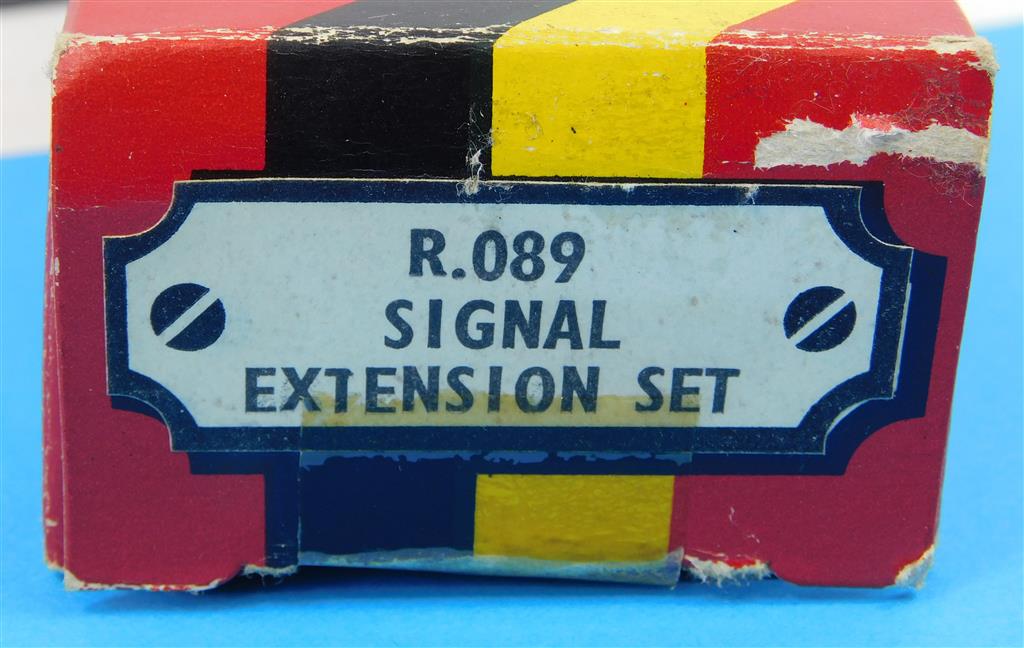 R.089
SIGNAL
EXTENSION SET